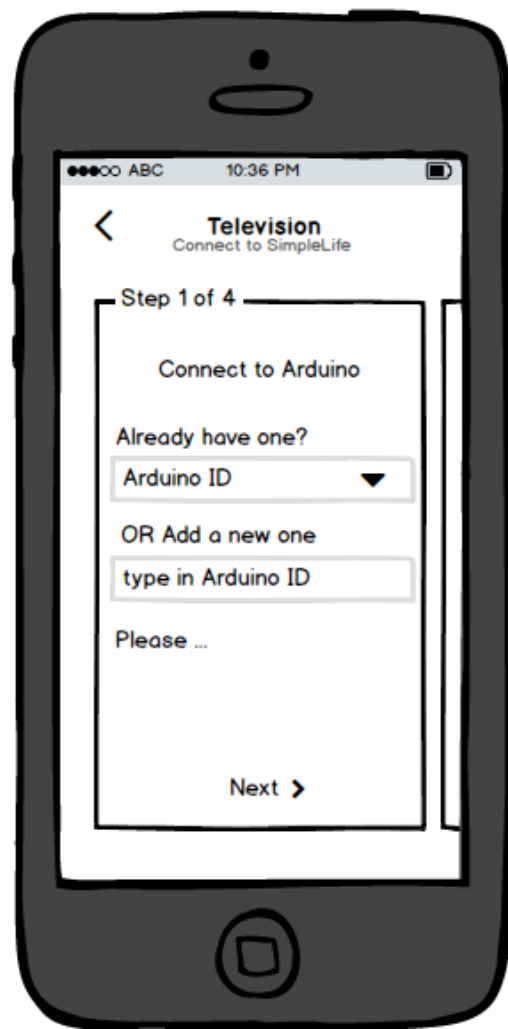 ABC 10:36 PM
Television
Connect to SimpleLife
Step 1 of 4
Connect to Arduino
Already have one?
Arduino ID
OR Add a new one
type in Arduino ID
Please ...
Next >